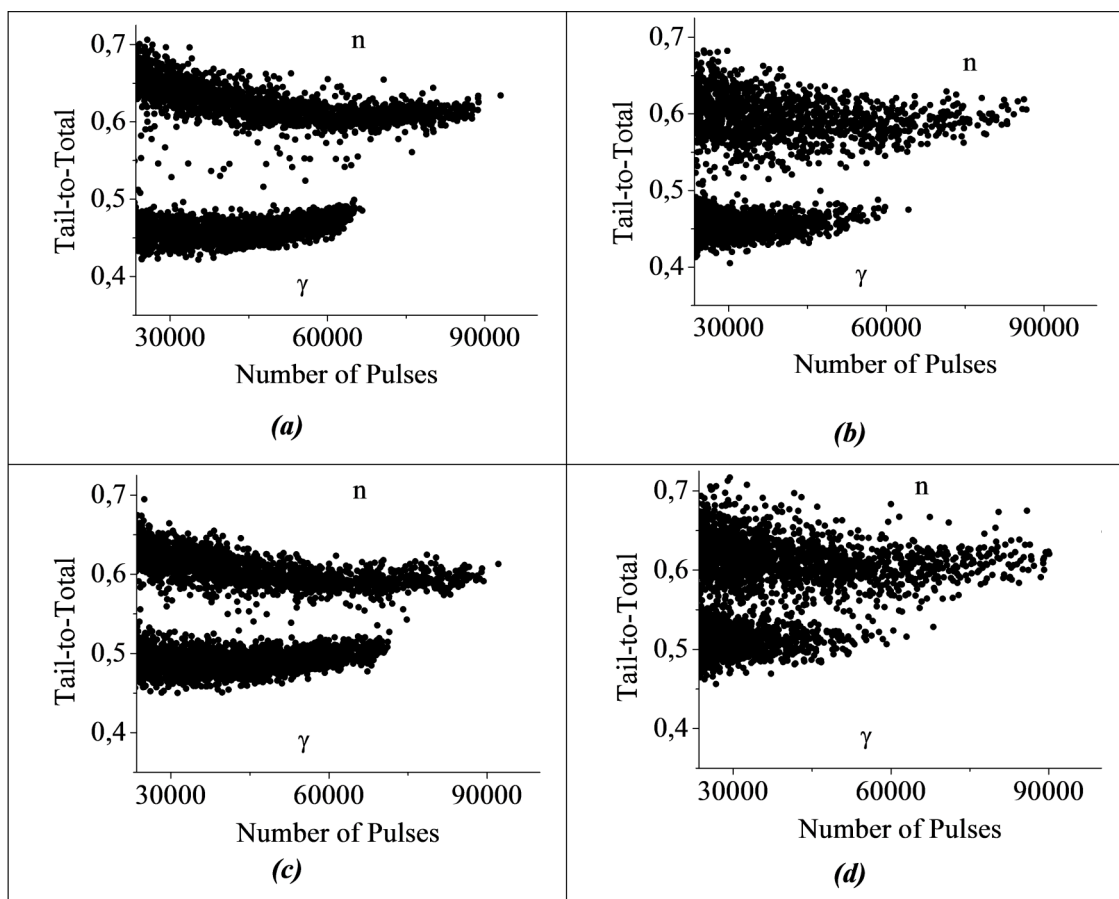 n
0,7
0,6
0,5
0,4
Tail-to-Total
γ
30000 60000 90000
Number of Pulses
(a)
n
0,7
0,6
0,5
0,4
Tail-to-Total
γ
30000 60000 90000
Number of Pulses
(b)
n
0,7
0,6
0,5
0,4
Tail-to-Total
γ
30000 60000 90000
Number of Pulses
(c)
n
0,7
0,6
0,5
0,4
Tail-to-Total
γ
30000 60000 90000
Number of Pulses
(d)